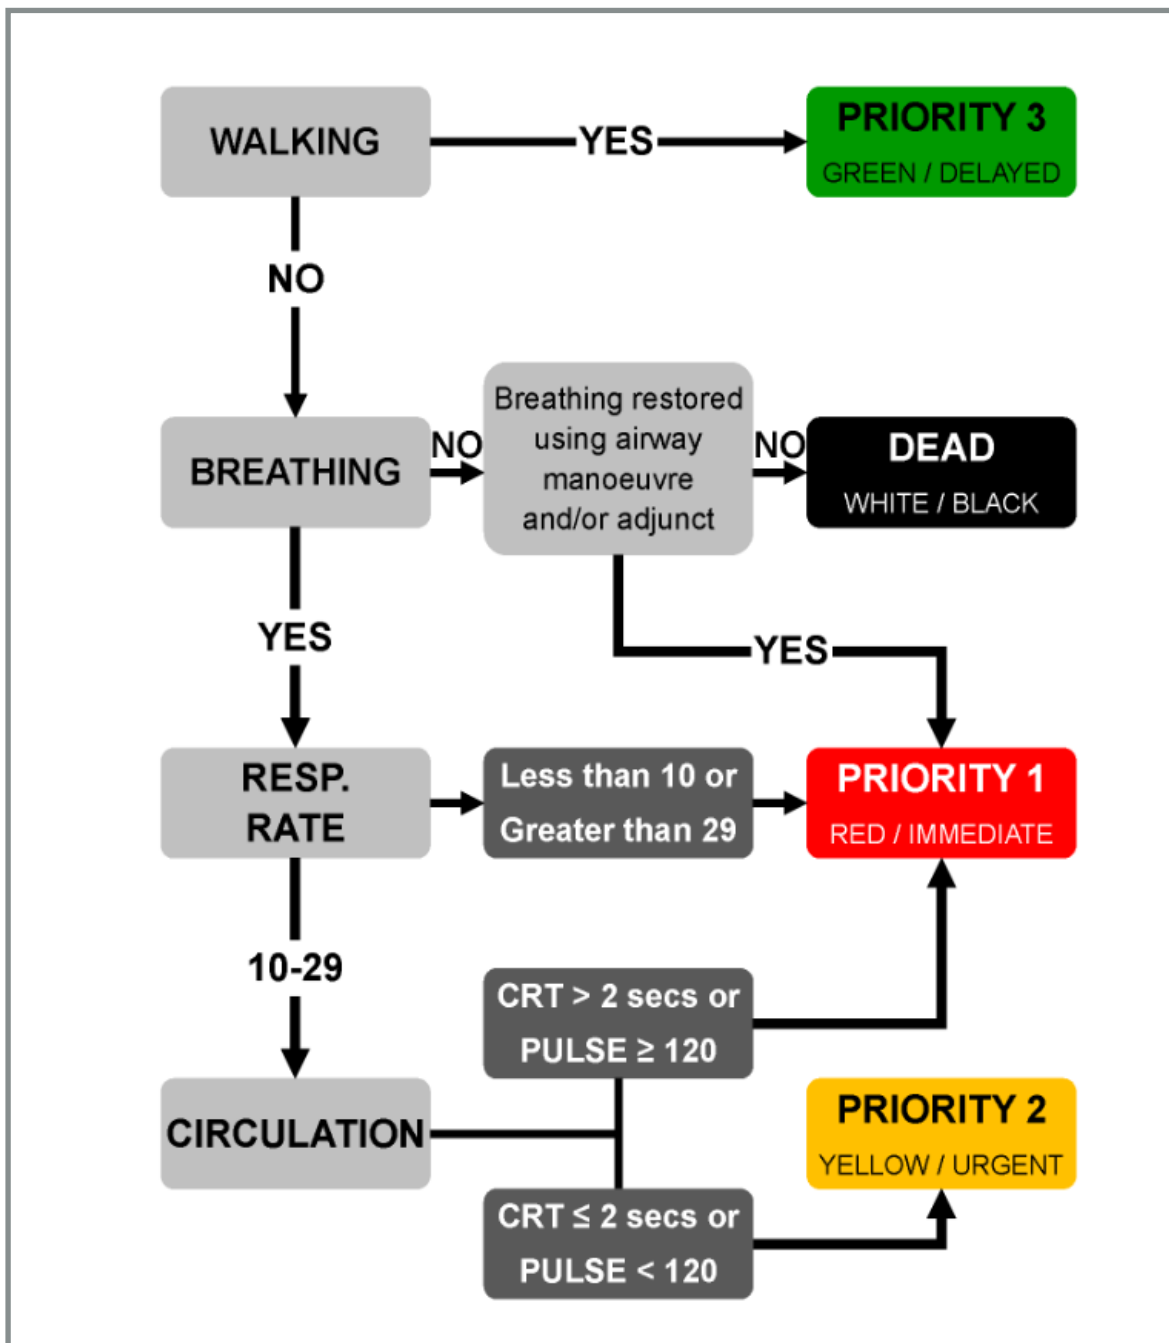 WALKING
YES
PRIORITY 3
GREEN / DELAYED
NO
BREATHING
NO
Breathing restored
using airway
manoeuvre
and/or adjunct
NO
DEAD
WHITE / BLACK
YES
YES
RESP.
RATE
Less than 10 or
Greater than 29
PRIORITY 1
RED / IMMEDIATE
10-29
CIRCULATION
CRT > 2 secs or
PULSE ≥ 120
CRT ≤ 2 secs or
PULSE < 120
PRIORITY 2
YELLOW / URGENT